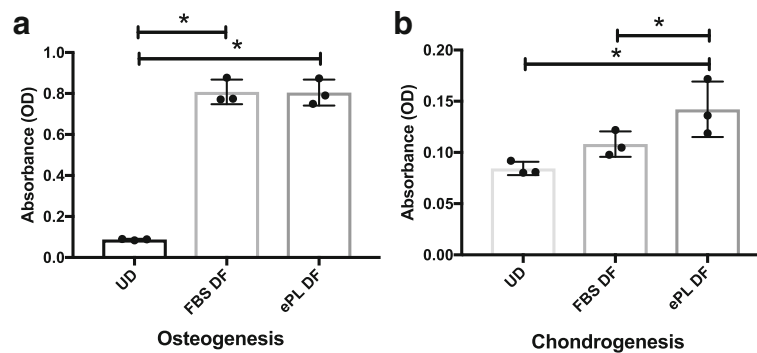 a
*
*
Absorbance (OD)
1.0
0.8
0.6
0.4
0.2
0.0
UD
FBS DF
ePL DF
Osteogenesis
b
*
*
Absorbance (OD)
0.20
0.15
0.10
0.05
0.00
UD
FBS DF
ePL DF
Chondrogenesis